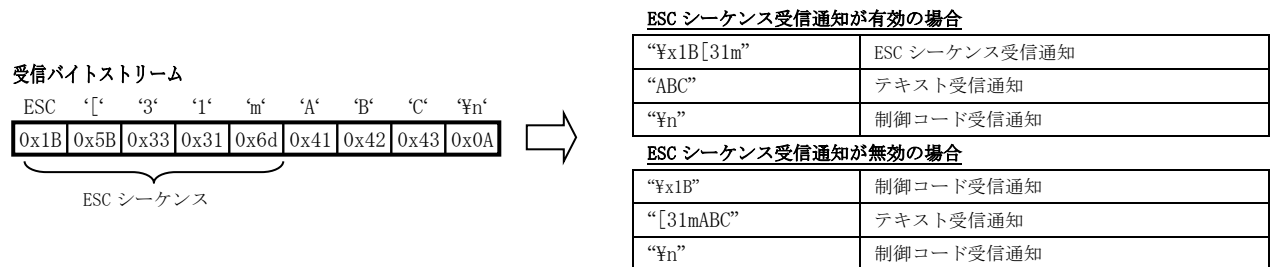 受信バイトストリーム
ESC ‘[‘ ‘3‘ ‘1‘ ‘m‘ ‘A‘ ‘B‘ ‘C‘ ‘¥n‘
0x1B 0x5B 0x33 0x31 0x6d 0x41 0x42 0x43 0x0A
ESC シーケンス
ESC シーケンス受信通知が有効の場合
“¥x1B[31m” ESC シーケンス受信通知
“ABC” テキスト受信通知
“¥n” 制御コード受信通知
ESC シーケンス受信通知が無効の場合
“¥x1B” 制御コード受信通知
“[31mABC” テキスト受信通知
“¥n” 制御コード受信通知